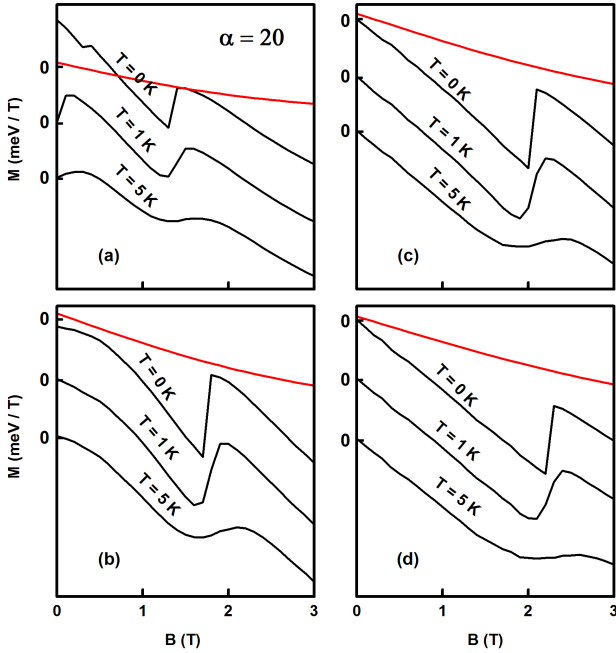 α = 20
M (meV / T)
0
0
0
T = 0 K
T = 1 K
T = 5 K
(a)
0
0
0
T = 0 K
T = 1 K
T = 5 K
(c)
M (meV / T)
0
0
0
T = 0 K
T = 1 K
T = 5 K
(b)
0 1 2 3
B (T)
0
0
0
T = 0 K
T = 1 K
T = 5 K
(d)
0 1 2 3
B (T)